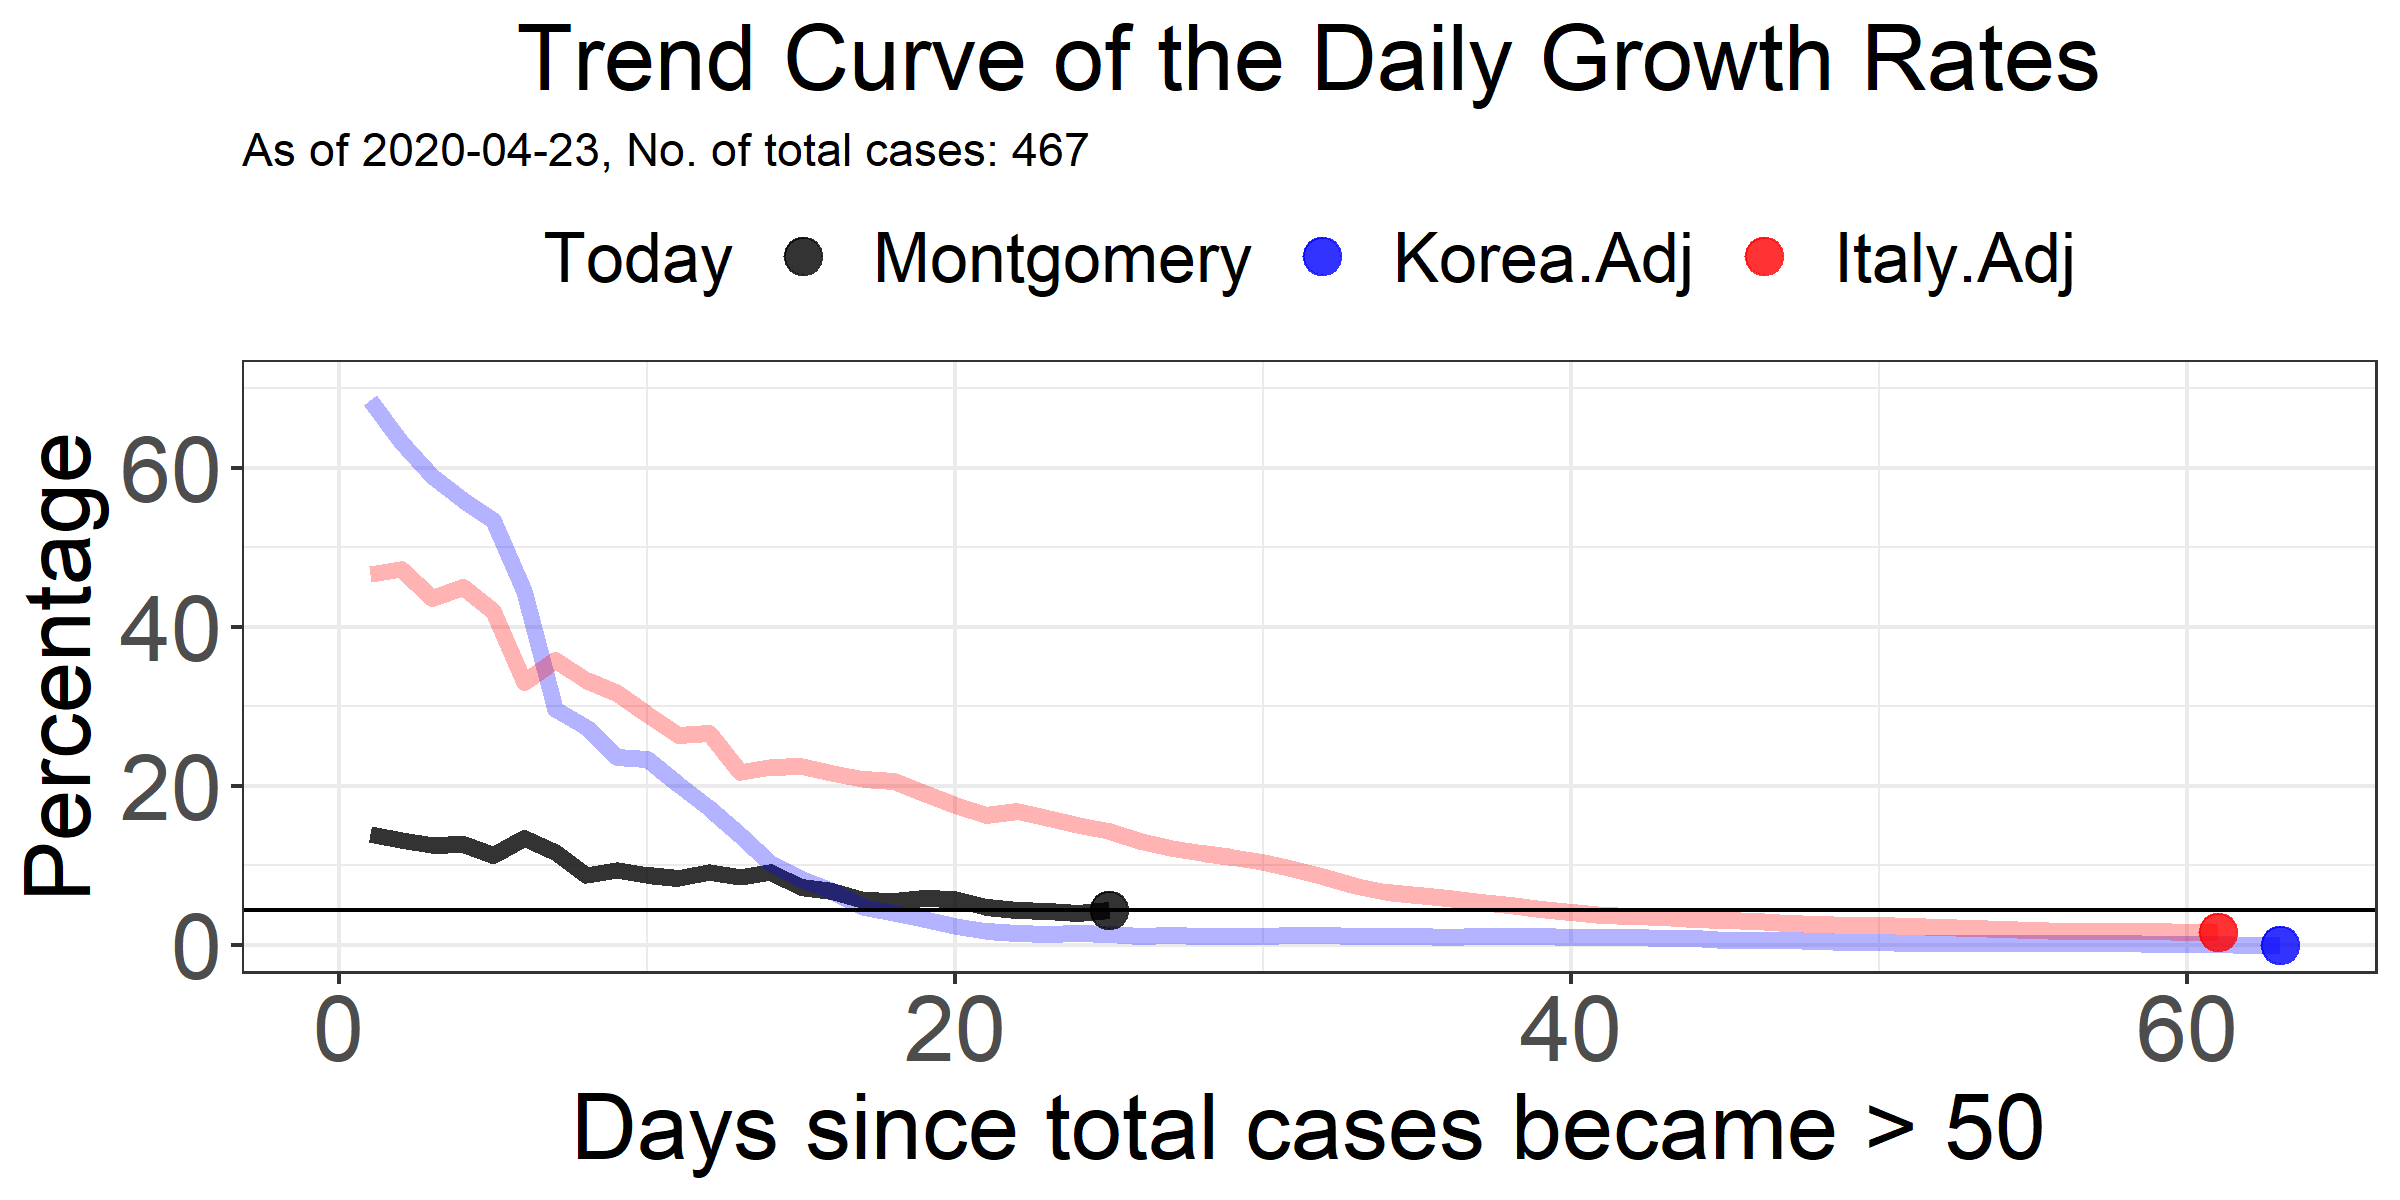 Trend Curve of the Daily Growth Rates
As of 2020-04-23, No. of total cases: 467
Today Montgomery Korea.Adj Italy.Adj
Percentage
60
40
20
0
0 20 40 60
Days since total cases became > 50